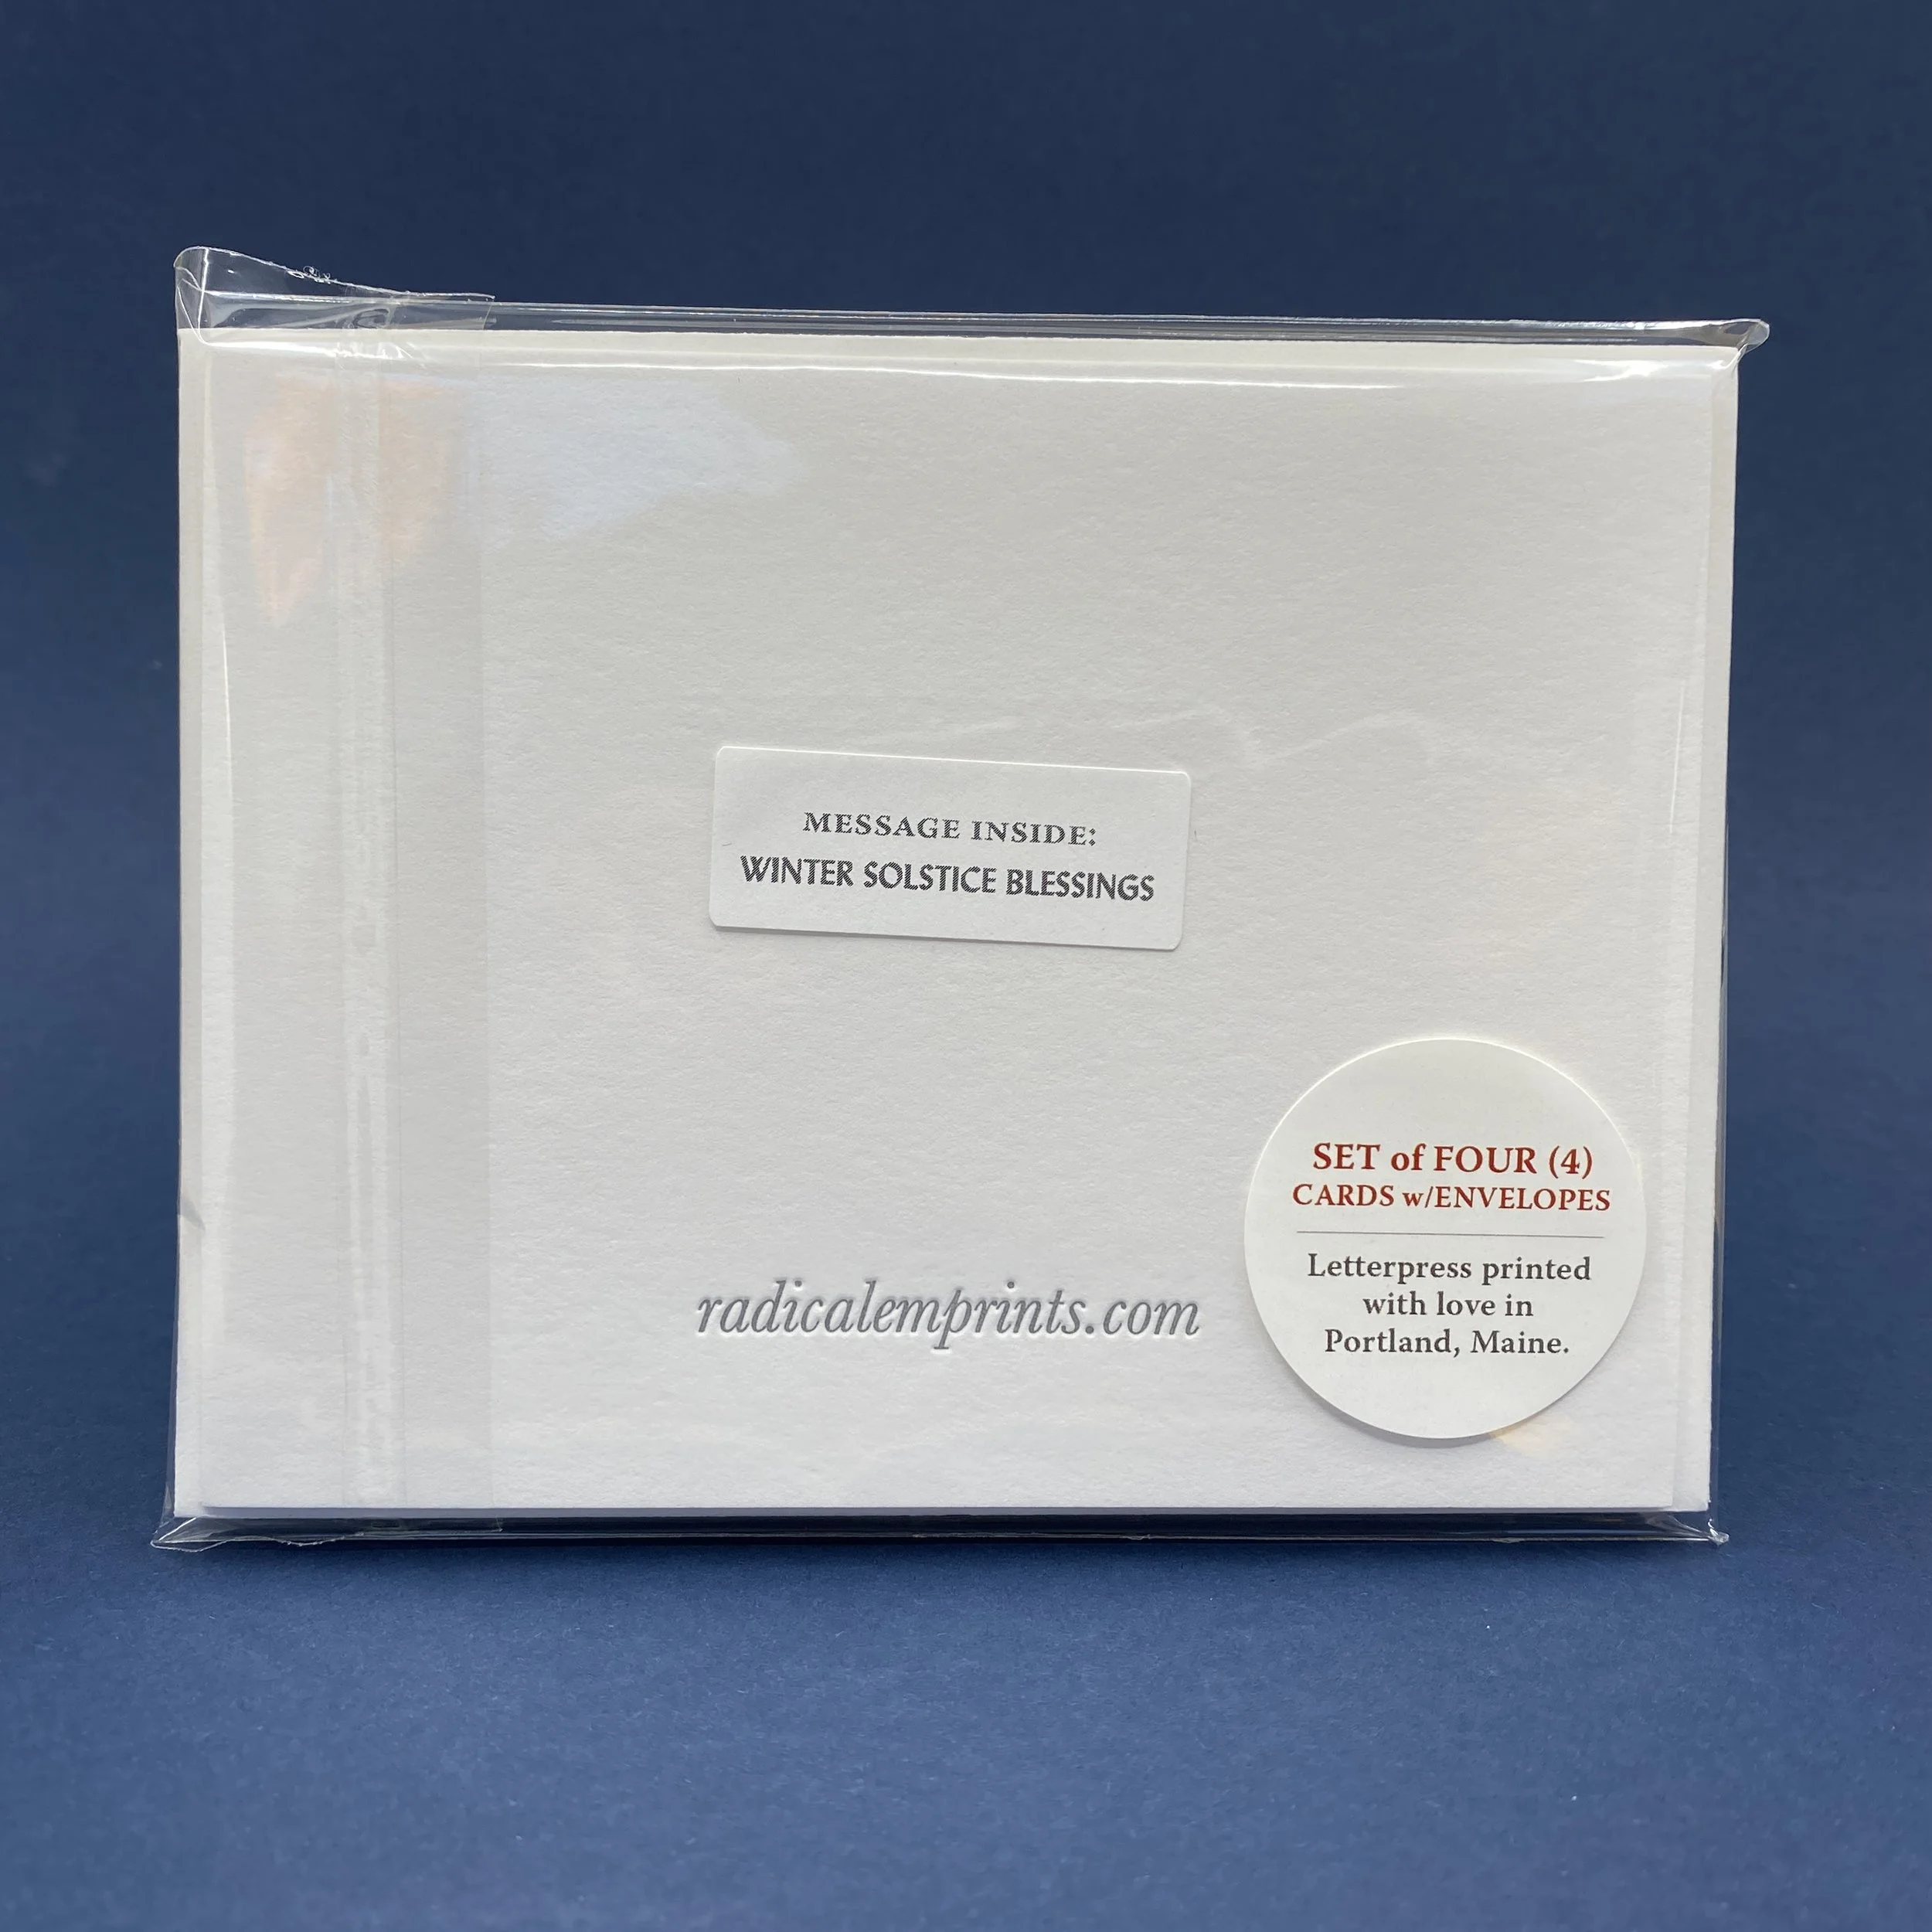 MESSAGE INSIDE:
WINTER SOLSTICE BLESSINGS
radicalemprints.com
SET of FOUR (4)
CARDS w/ENVELOPES
Letterpress printed
with love in
Portland, Maine.